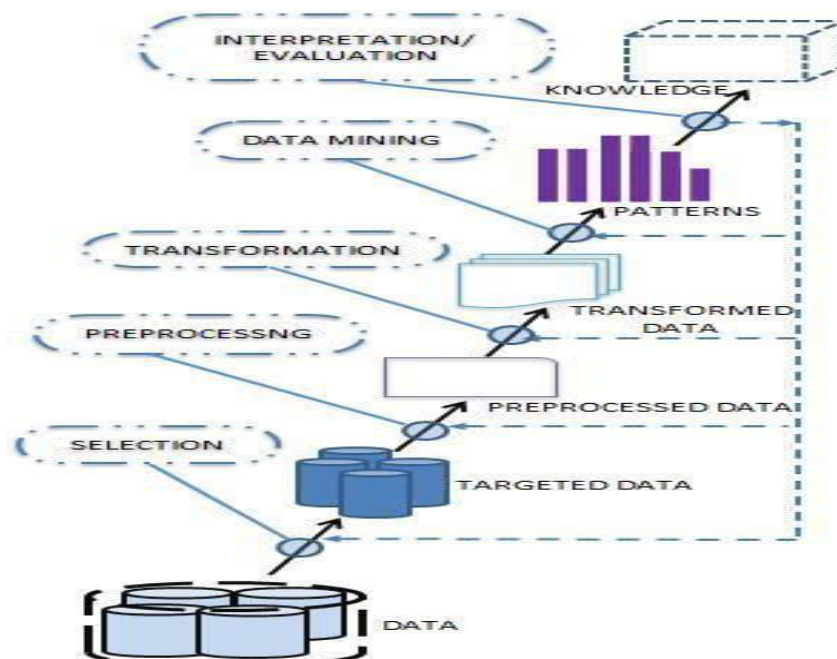 INTERPRETATION/
EVALUATION
KNOWLEDGE
DATA MINING
PATTERNS
TRANSFORMATION
TRANSFORMED
DATA
PREPROCESSNG
PREPROCESSED DATA
SELECTION
TARGETED DATA
DATA